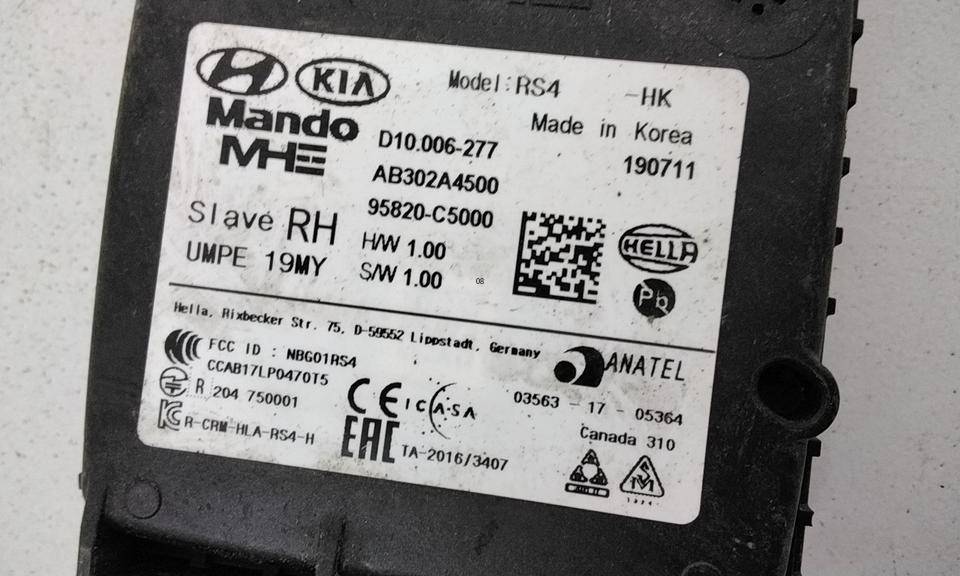 KIA
Model:RS4 -HK
Mando
Made in Korea
MHE
D10.006-277
190711
AB302A4500
95820-C5000
Slave RH
H/W 1.00
HELLA
UMPE 19MY
S/W 1.00
08
Pb
Hella, Rixbecker Str. 75, D-59552 Lippstadt, Germany
FCC ID : NBG01RS4
ANATEL
CCAB17LP0470T5
R 204 750001
CE
ICASA
03563 - 17 - 05364
R-CRM-HLA-RS4-H
EAC
TA-2016/3407
Canada 310